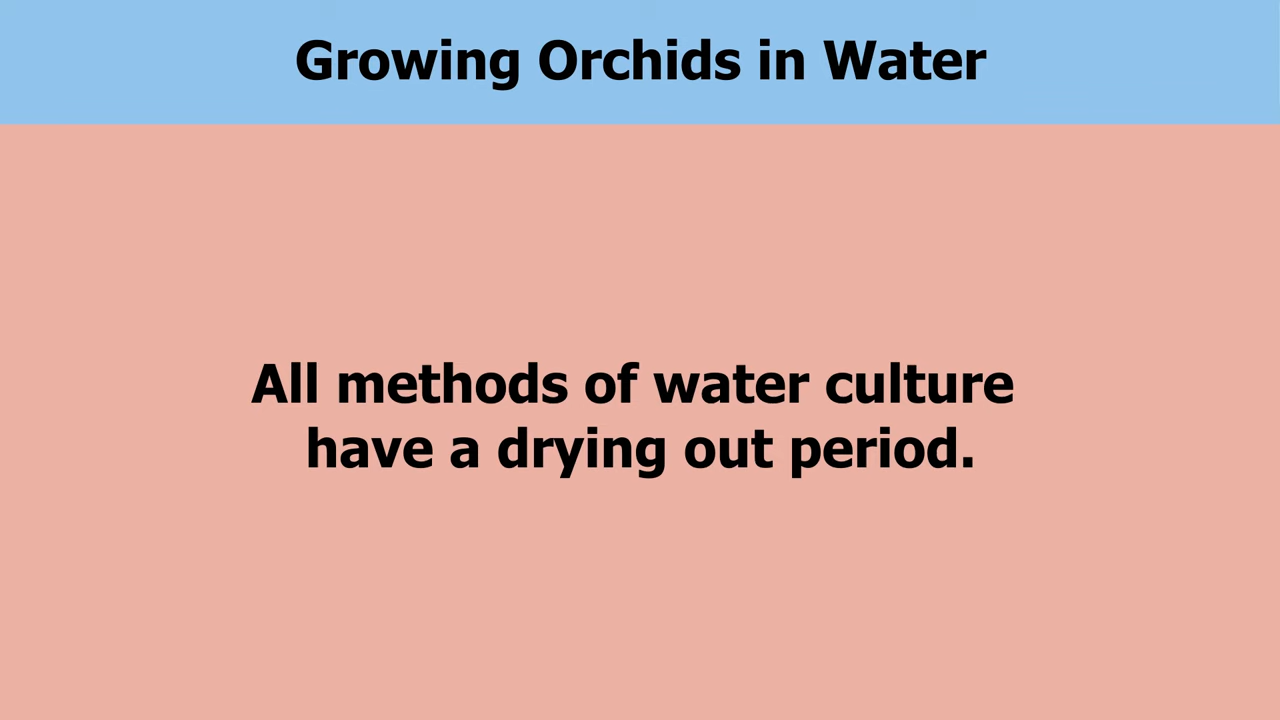 Growing Orchids in Water
All methods of water culture
have a drying out period.